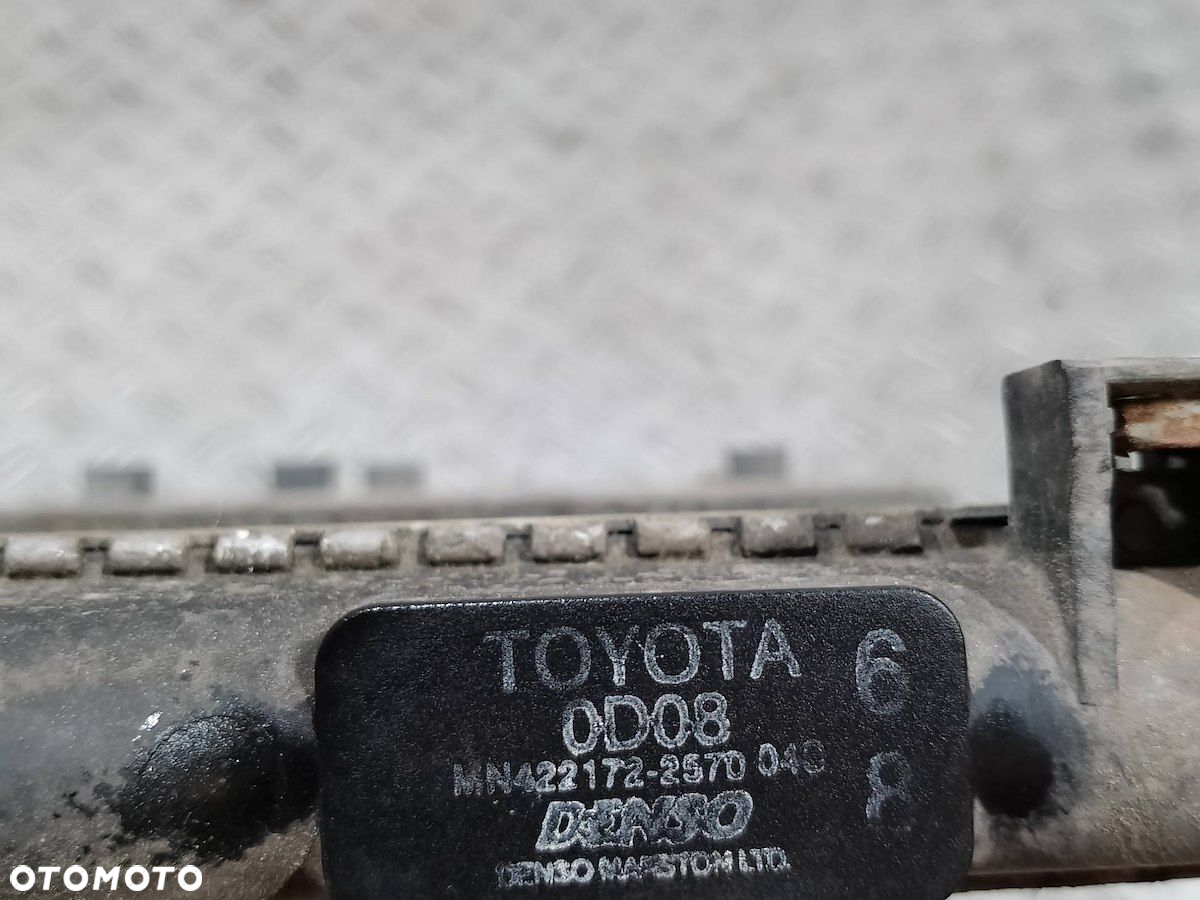 TOYOTA 6
0D08
MN422172-2570 8
DENSO
DENSO MARSTON LTD.
OTOMOTO